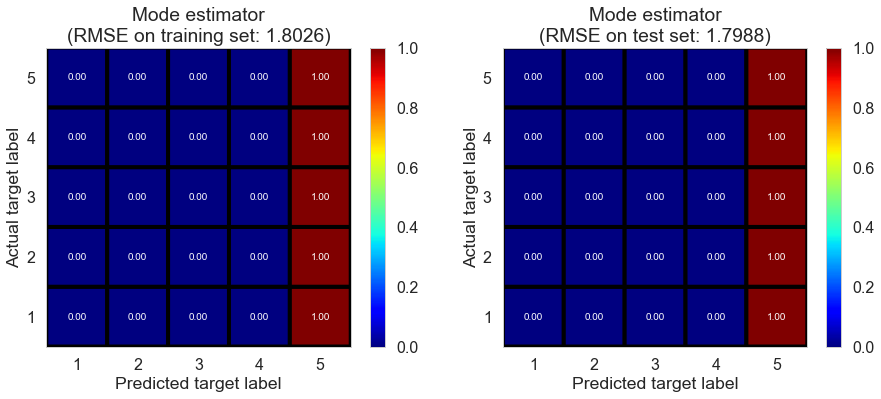 Mode estimator
(RMSE on training set: 1.8026)
Actual target label
5 0.00 0.00 0.00 0.00 1.00
4 0.00 0.00 0.00 0.00 1.00
3 0.00 0.00 0.00 0.00 1.00
2 0.00 0.00 0.00 0.00 1.00
1 0.00 0.00 0.00 0.00 1.00
1 2 3 4 5
Predicted target label
1.0
0.8
0.6
0.4
0.2
0.0
Mode estimator
(RMSE on test set: 1.7988)
Actual target label
5 0.00 0.00 0.00 0.00 1.00
4 0.00 0.00 0.00 0.00 1.00
3 0.00 0.00 0.00 0.00 1.00
2 0.00 0.00 0.00 0.00 1.00
1 0.00 0.00 0.00 0.00 1.00
1 2 3 4 5
Predicted target label
1.0
0.8
0.6
0.4
0.2
0.0